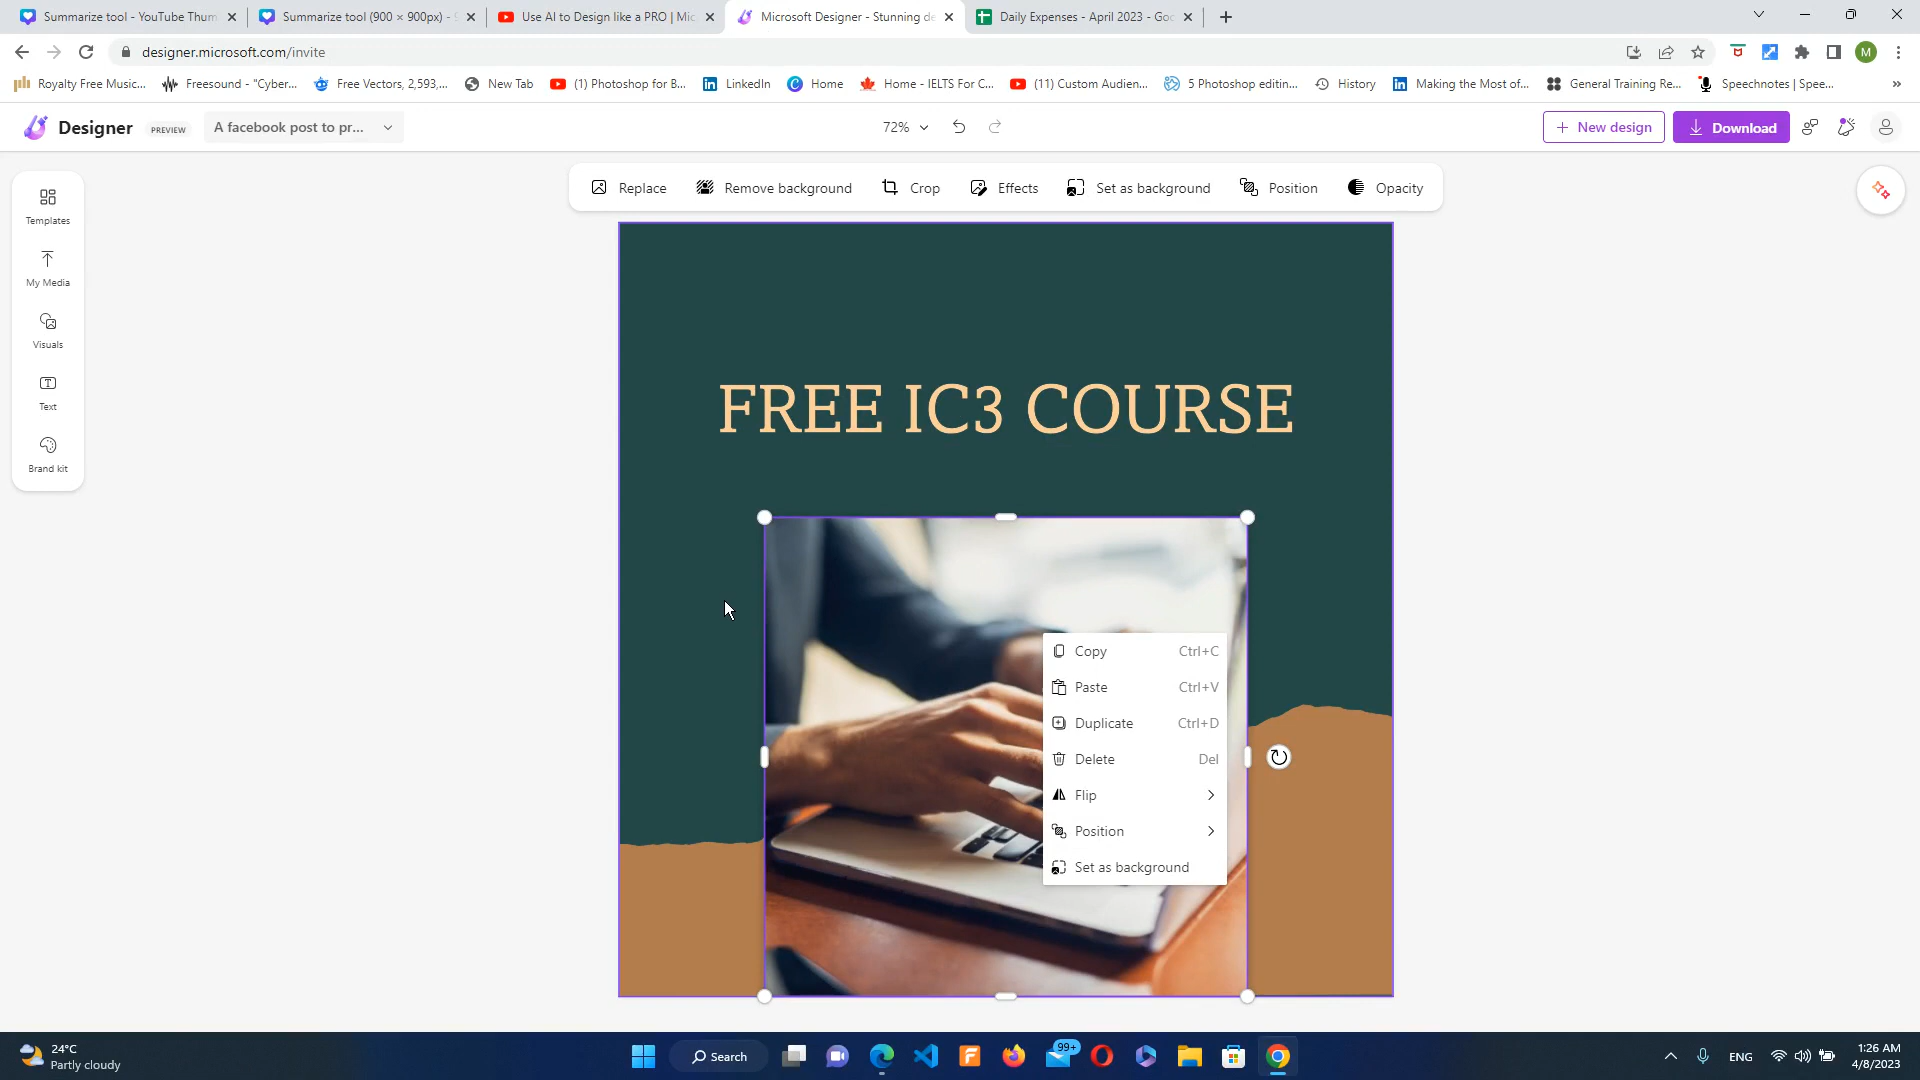 Summarize tool - YouTube Thum
Summarize tool (900 × 900px) - 9
Use AI to Design like a PRO | Mic
Microsoft Designer - Stunning de
Daily Expenses - April 2023 - Goo
designer.microsoft.com/invite
M
Royalty Free Music...
Freesound - "Cyber...
Free Vectors, 2,593,...
New Tab
(1) Photoshop for B...
LinkedIn
Home
Home - IELTS For C...
(11) Custom Audien...
5 Photoshop editin...
History
Making the Most of...
General Training Re...
Speechnotes | Spee...
»
Designer
PREVIEW
A facebook post to pr...
72%
New design
Download
Replace
Remove background
Crop
Effects
Set as background
Position
Opacity
Templates
My Media
Visuals
Text
Brand kit
FREE IC3 COURSE
Copy Ctrl+C
Paste Ctrl+V
Duplicate Ctrl+D
Delete Del
Flip
Position
Set as background
24°C
Partly cloudy
Search
99+
ENG
1:26 AM
4/8/2023